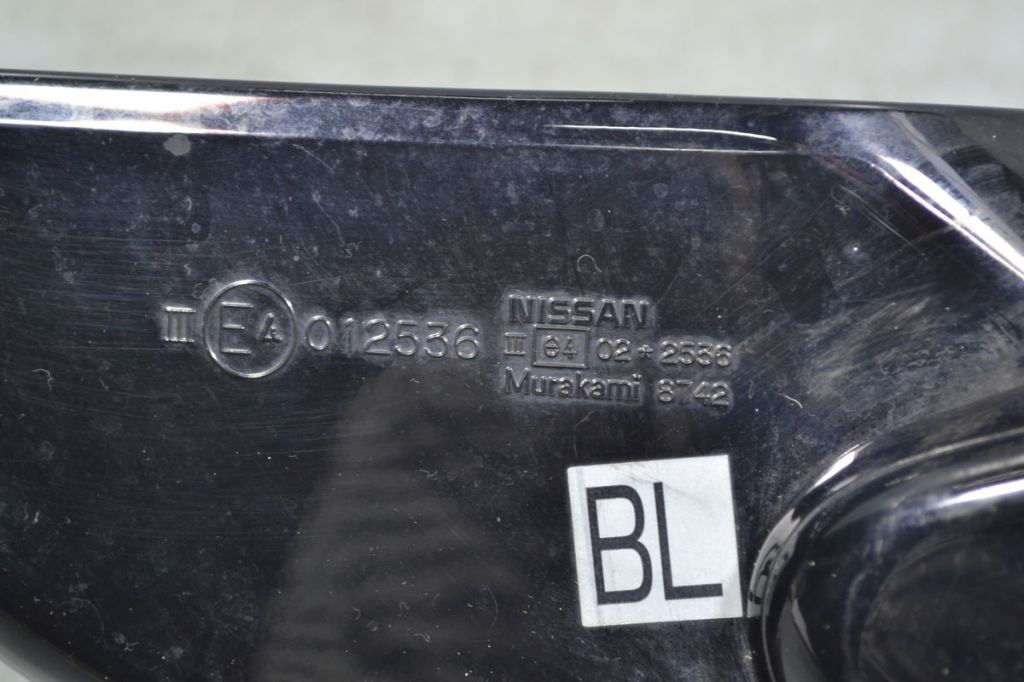 III E4 012536
NISSAN
III e4 02*2536
Murakami 8742
BL